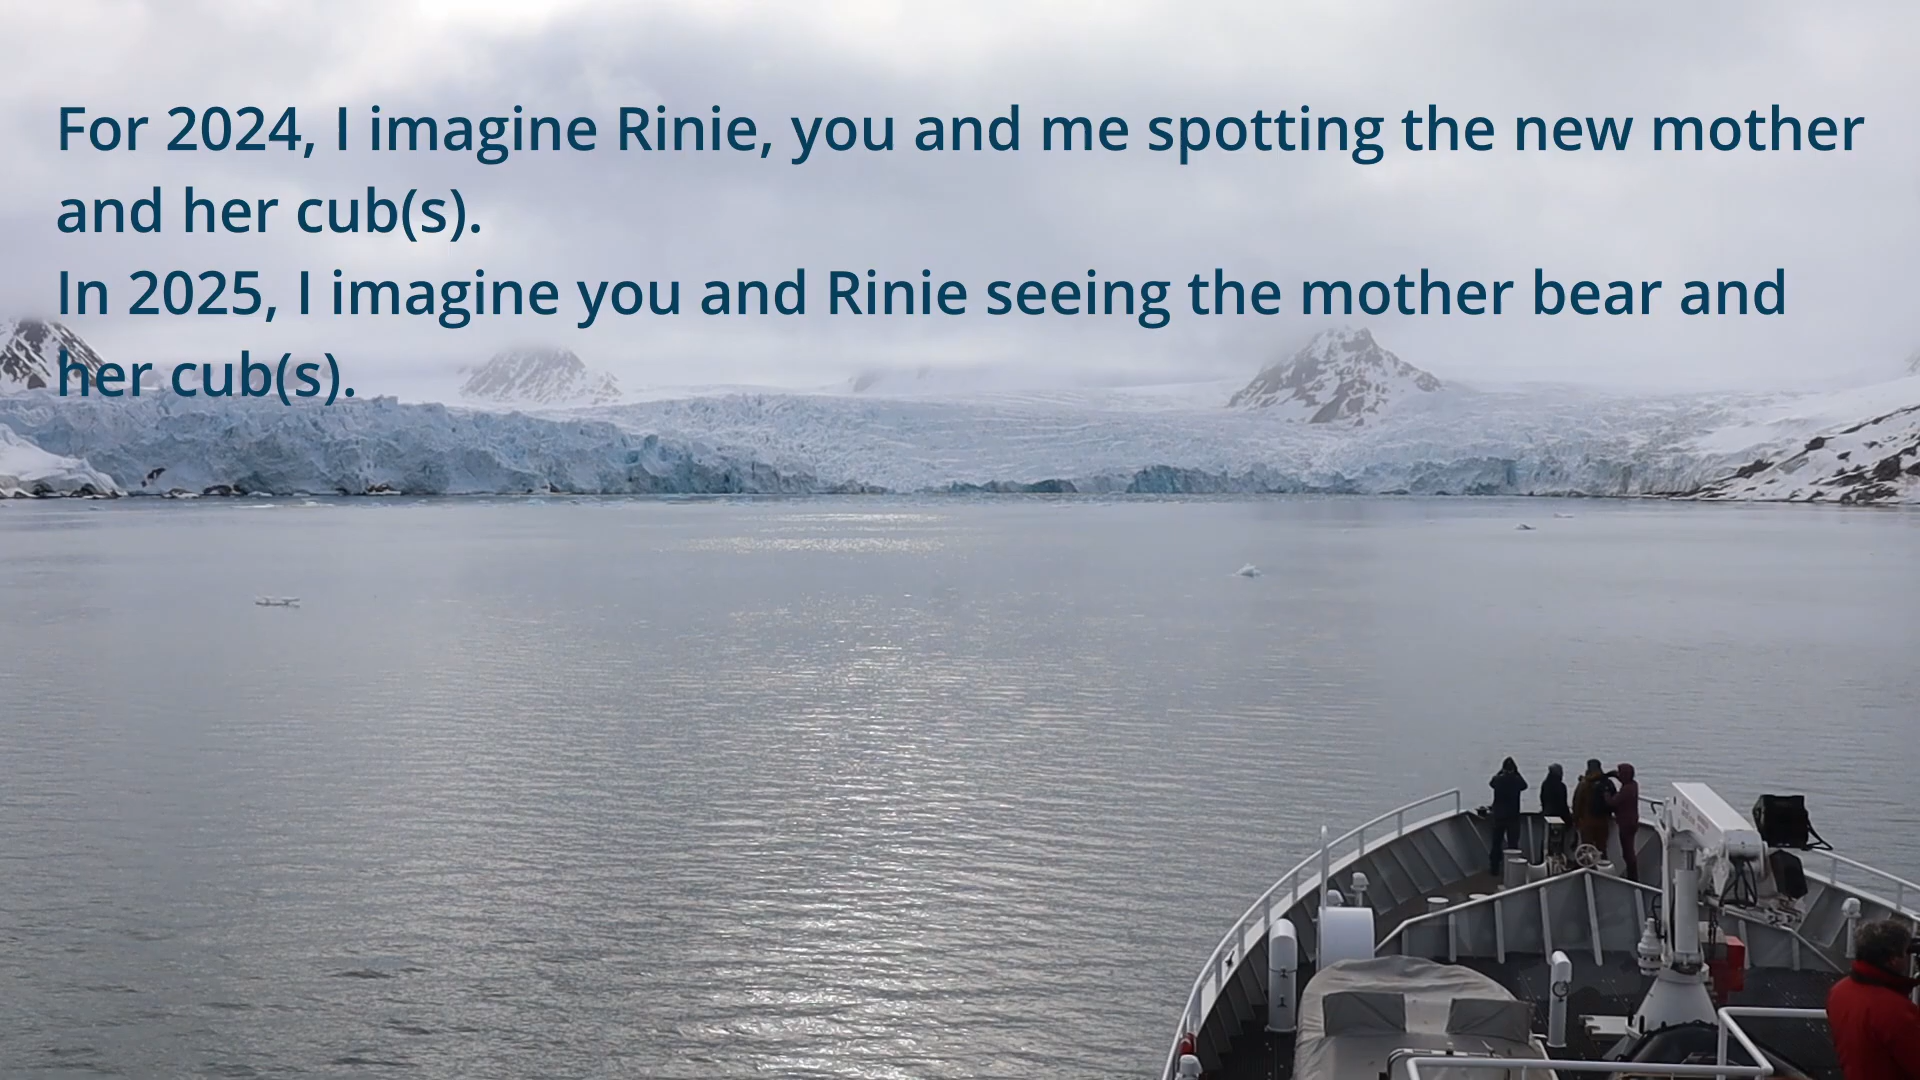 For 2024, I imagine Rinie, you and me spotting the new mother
and her cub(s).
In 2025, I imagine you and Rinie seeing the mother bear and
her cub(s).